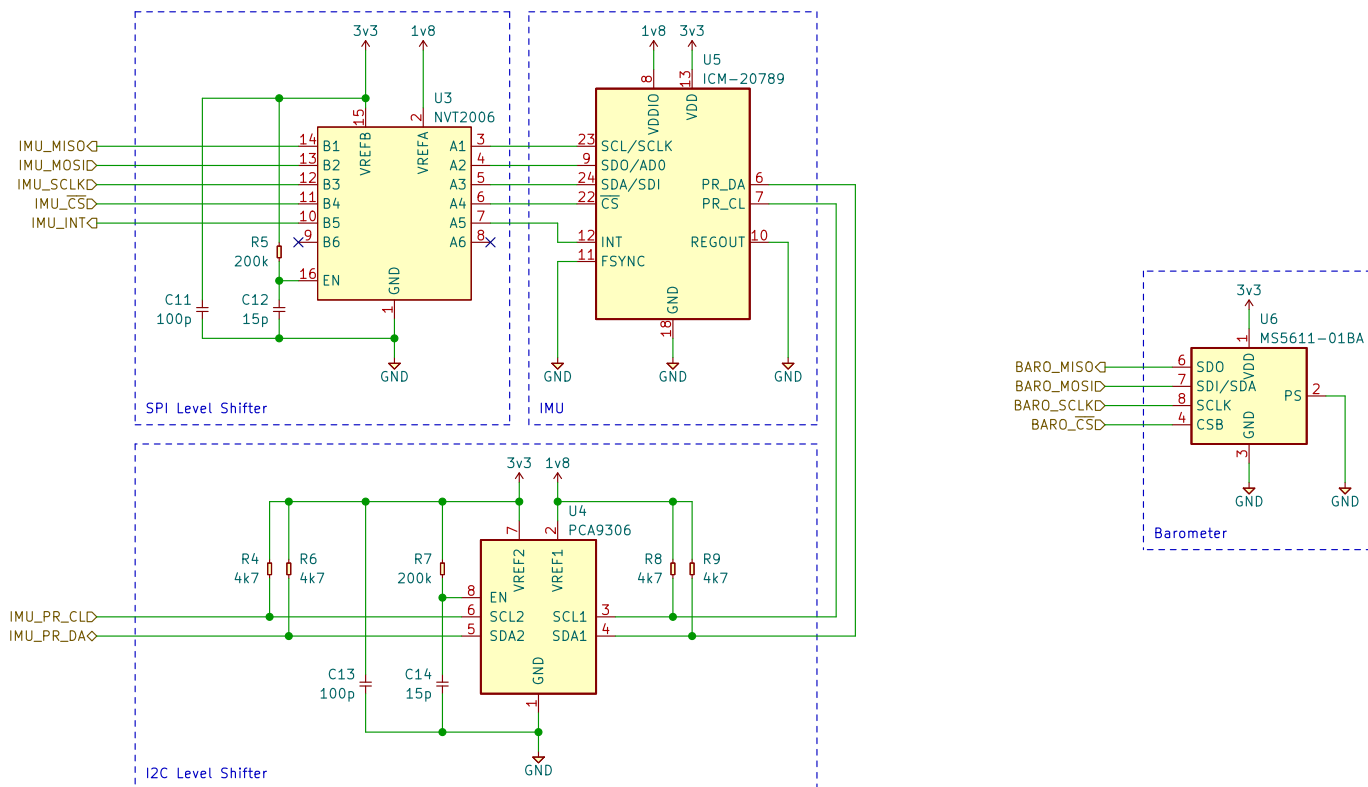 3v3
1v8
U3
NVT2006
15
VREFB
2
VREFA
IMU_MISO
14
B1
A1
3
IMU_MOSI
13
B2
A2
4
IMU_SCLK
12
B3
A3
5
IMU_CS
11
B4
A4
6
IMU_INT
10
B5
A5
7
9
B6
A6
8
R5
200k
16
EN
GND
1
C11
100p
C12
15p
GND
SPI Level Shifter
1v8
3v3
U5
ICM-20789
8
VDDIO
13
VDD
23
SCL/SCLK
9
SDO/AD0
24
SDA/SDI
22
CS
12
INT
11
FSYNC
PR_DA
6
PR_CL
7
REGOUT
10
GND
18
GND
GND
GND
IMU
3v3
U6
MS5611-01BA
1
VDD
BARO_MISO
6
SDO
BARO_MOSI
7
SDI/SDA
BARO_SCLK
8
SCLK
BARO_CS
4
CSB
PS
2
GND
3
GND
GND
Barometer
3v3
1v8
U4
PCA9306
7
VREF2
2
VREF1
R4
4k7
R6
4k7
R7
200k
R8
4k7
R9
4k7
8
EN
IMU_PR_CL
6
SCL2
SCL1
3
IMU_PR_DA
5
SDA2
SDA1
4
GND
1
C13
100p
C14
15p
GND
I2C Level Shifter